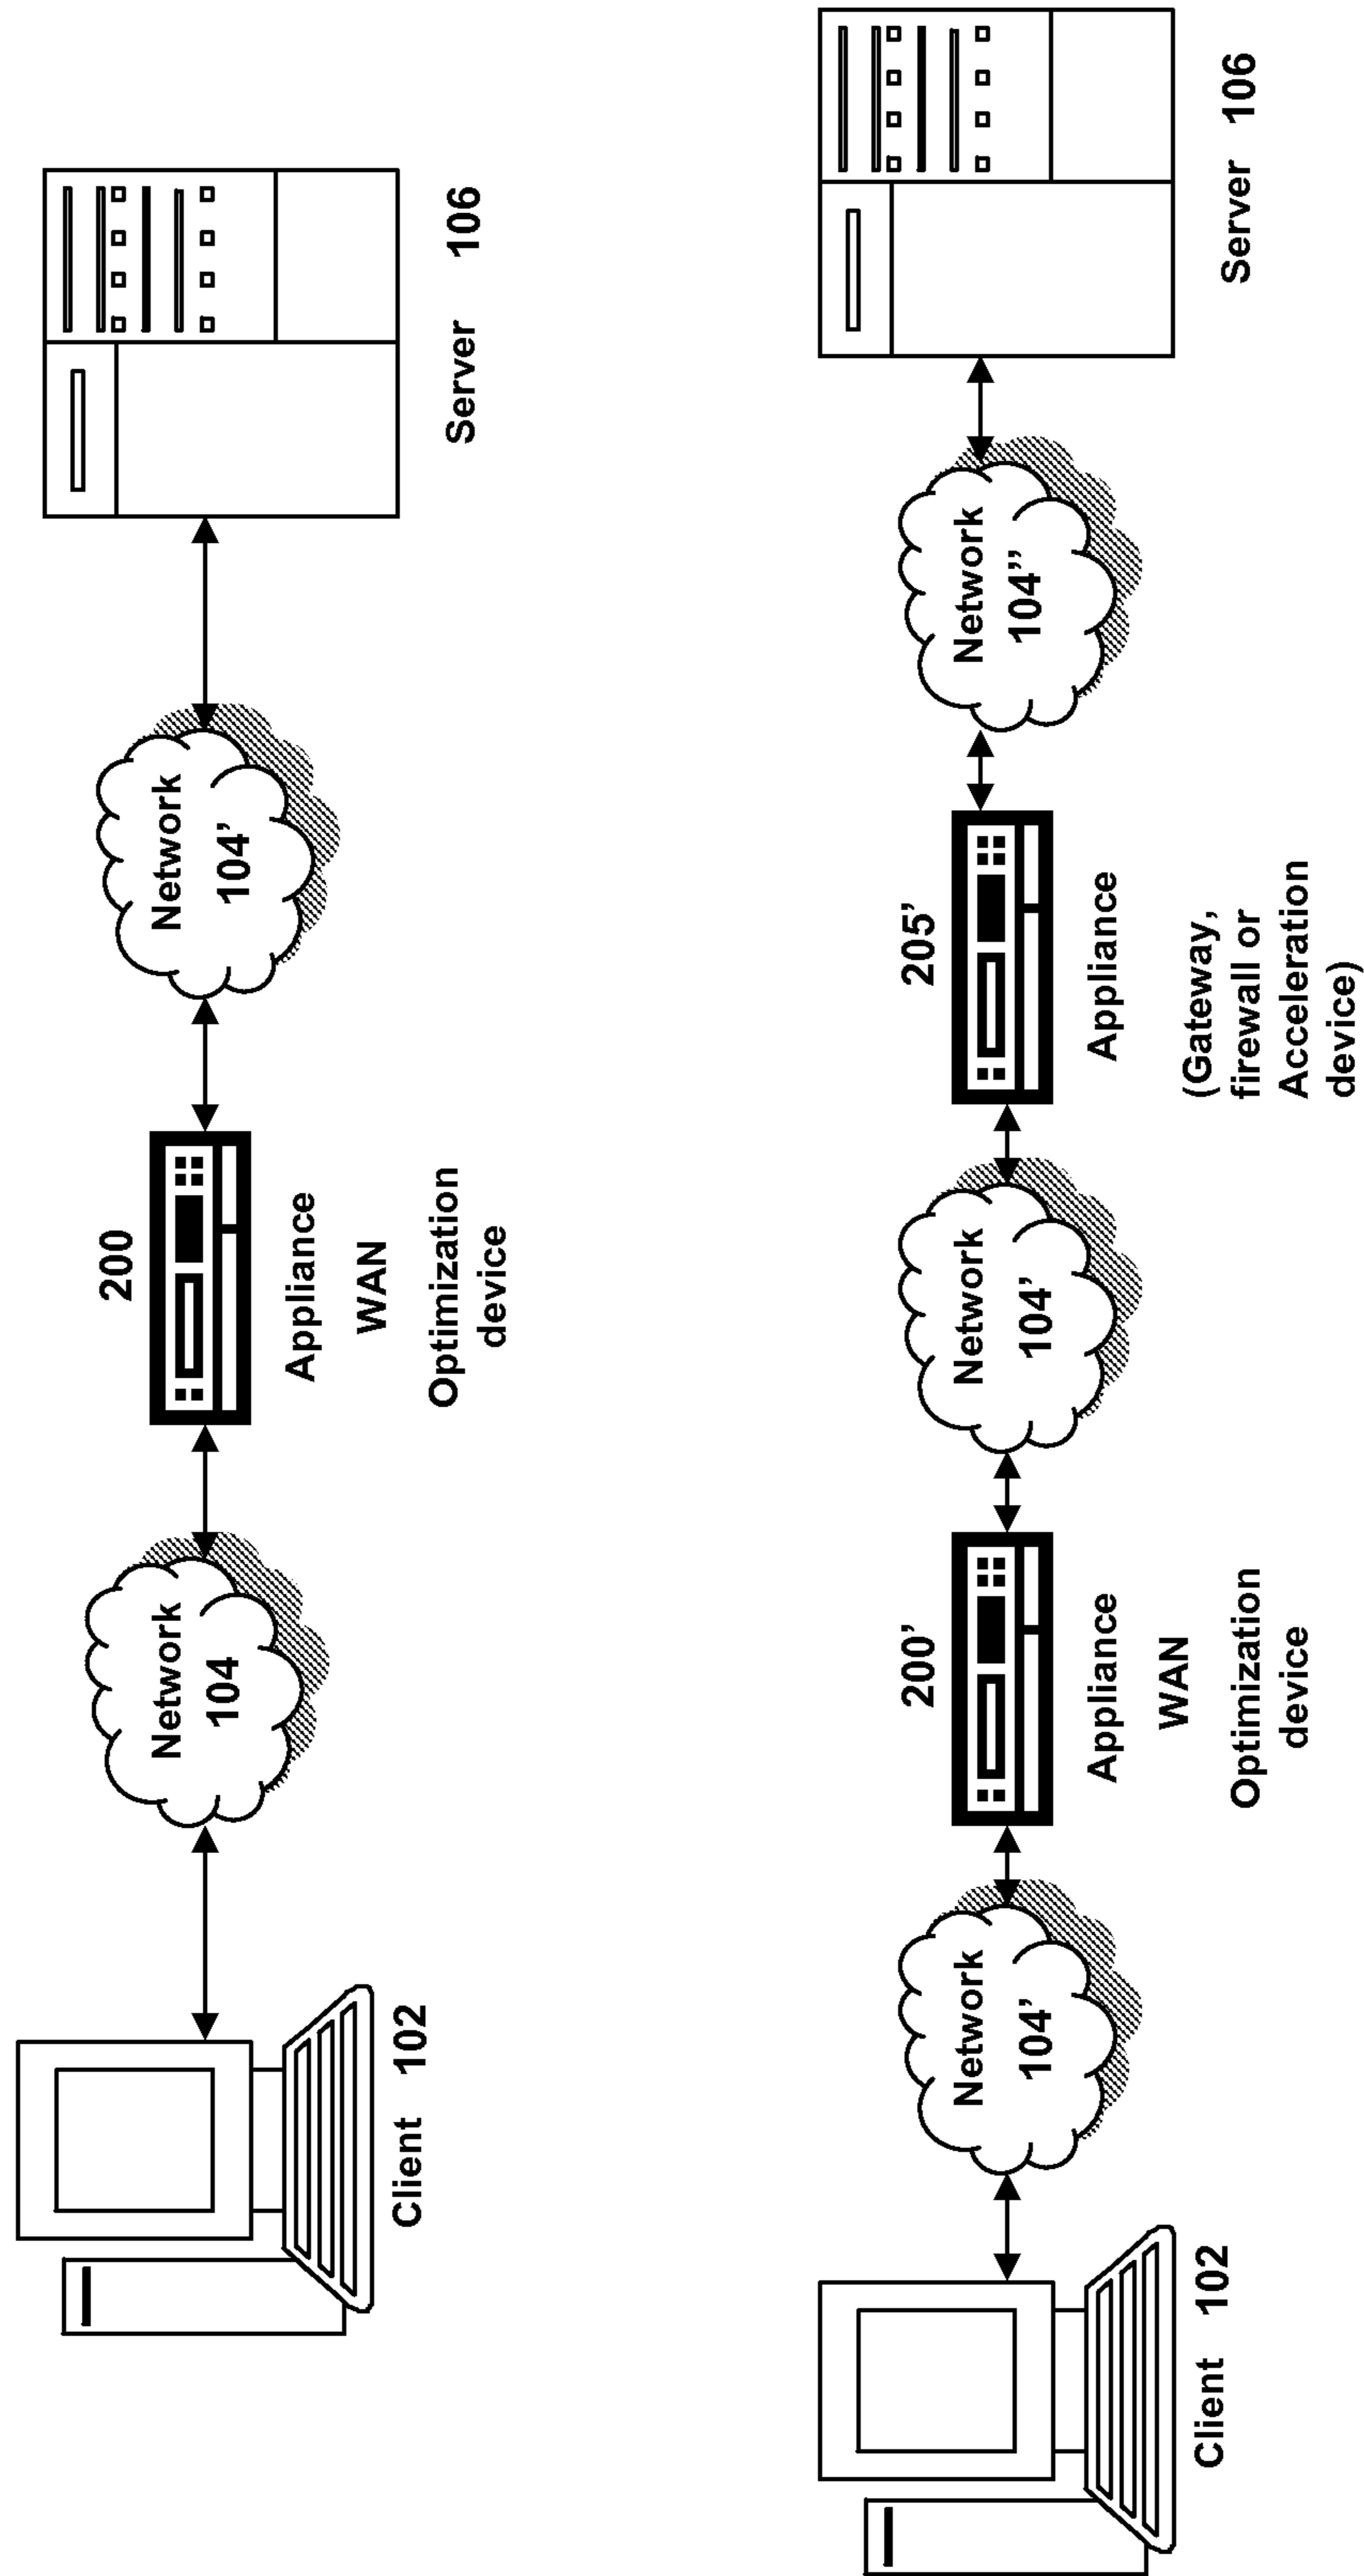 Client 102
Network
104
200
Appliance
WAN
Optimization
device
Network
104’
Server 106
Client 102
Network
104’
200’
Appliance
WAN
Optimization
device
Network
104’
205’
Appliance
(Gateway,
firewall or
Acceleration
device)
Network
104’’
Server 106